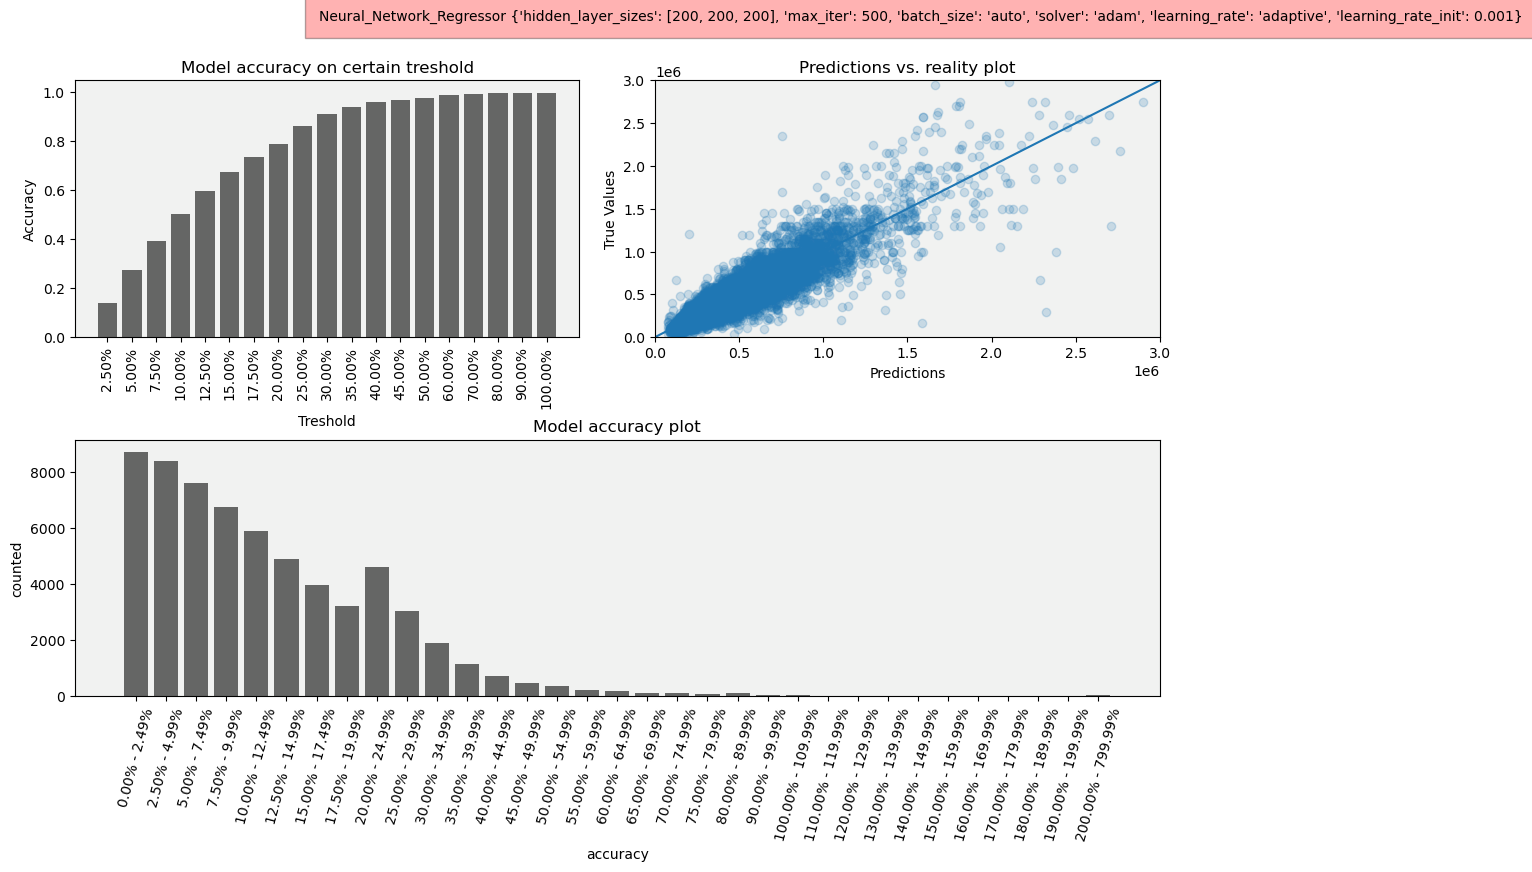 Neural_Network_Regressor {'hidden_layer_sizes': [200, 200, 200], 'max_iter': 500, 'batch_size': 'auto', 'solver': 'adam', 'learning_rate': 'adaptive', 'learning_rate_init': 0.001}
Model accuracy on certain treshold
Accuracy
1.0
0.8
0.6
0.4
0.2
0.0
2.50%
5.00%
7.50%
10.00%
12.50%
15.00%
17.50%
20.00%
25.00%
30.00%
35.00%
40.00%
45.00%
50.00%
60.00%
70.00%
80.00%
90.00%
100.00%
Treshold
Predictions vs. reality plot
1e6
True Values
3.0
2.5
2.0
1.5
1.0
0.5
0.0
0.0 0.5 1.0 1.5 2.0 2.5 3.0
Predictions
1e6
Model accuracy plot
counted
8000
6000
4000
2000
0
0.00% - 2.49%
2.50% - 4.99%
5.00% - 7.49%
7.50% - 9.99%
10.00% - 12.49%
12.50% - 14.99%
15.00% - 17.49%
17.50% - 19.99%
20.00% - 24.99%
25.00% - 29.99%
30.00% - 34.99%
35.00% - 39.99%
40.00% - 44.99%
45.00% - 49.99%
50.00% - 54.99%
55.00% - 59.99%
60.00% - 64.99%
65.00% - 69.99%
70.00% - 74.99%
75.00% - 79.99%
80.00% - 89.99%
90.00% - 99.99%
100.00% - 109.99%
110.00% - 119.99%
120.00% - 129.99%
130.00% - 139.99%
140.00% - 149.99%
150.00% - 159.99%
160.00% - 169.99%
170.00% - 179.99%
180.00% - 189.99%
190.00% - 199.99%
200.00% - 799.99%
accuracy